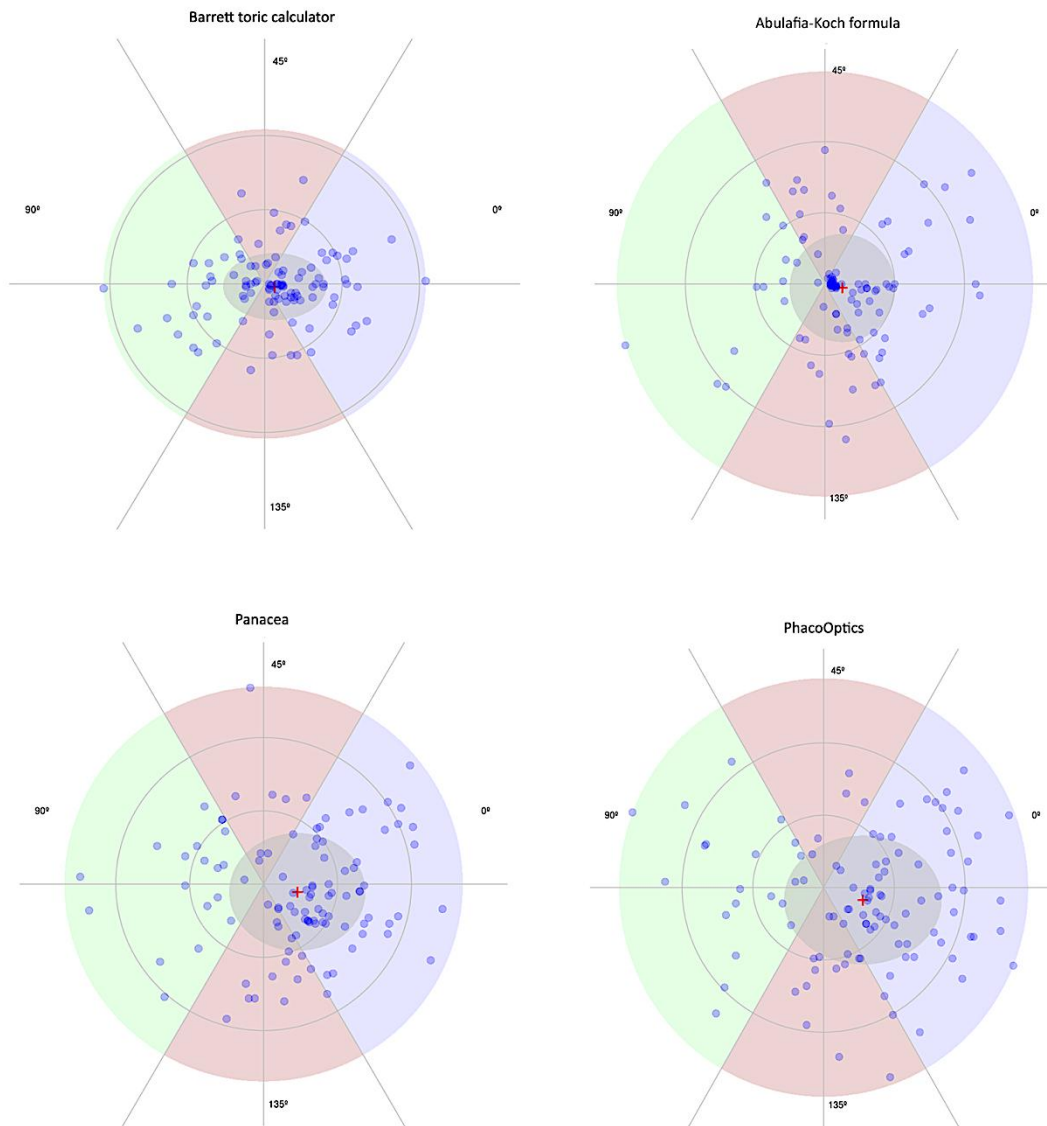 Barrett toric calculator
45º
90º
0º
135º
Abulafia-Koch formula
45º
90º
0º
135º
Panacea
45º
90º
0º
135º
PhacoOptics
45º
90º
0º
135º